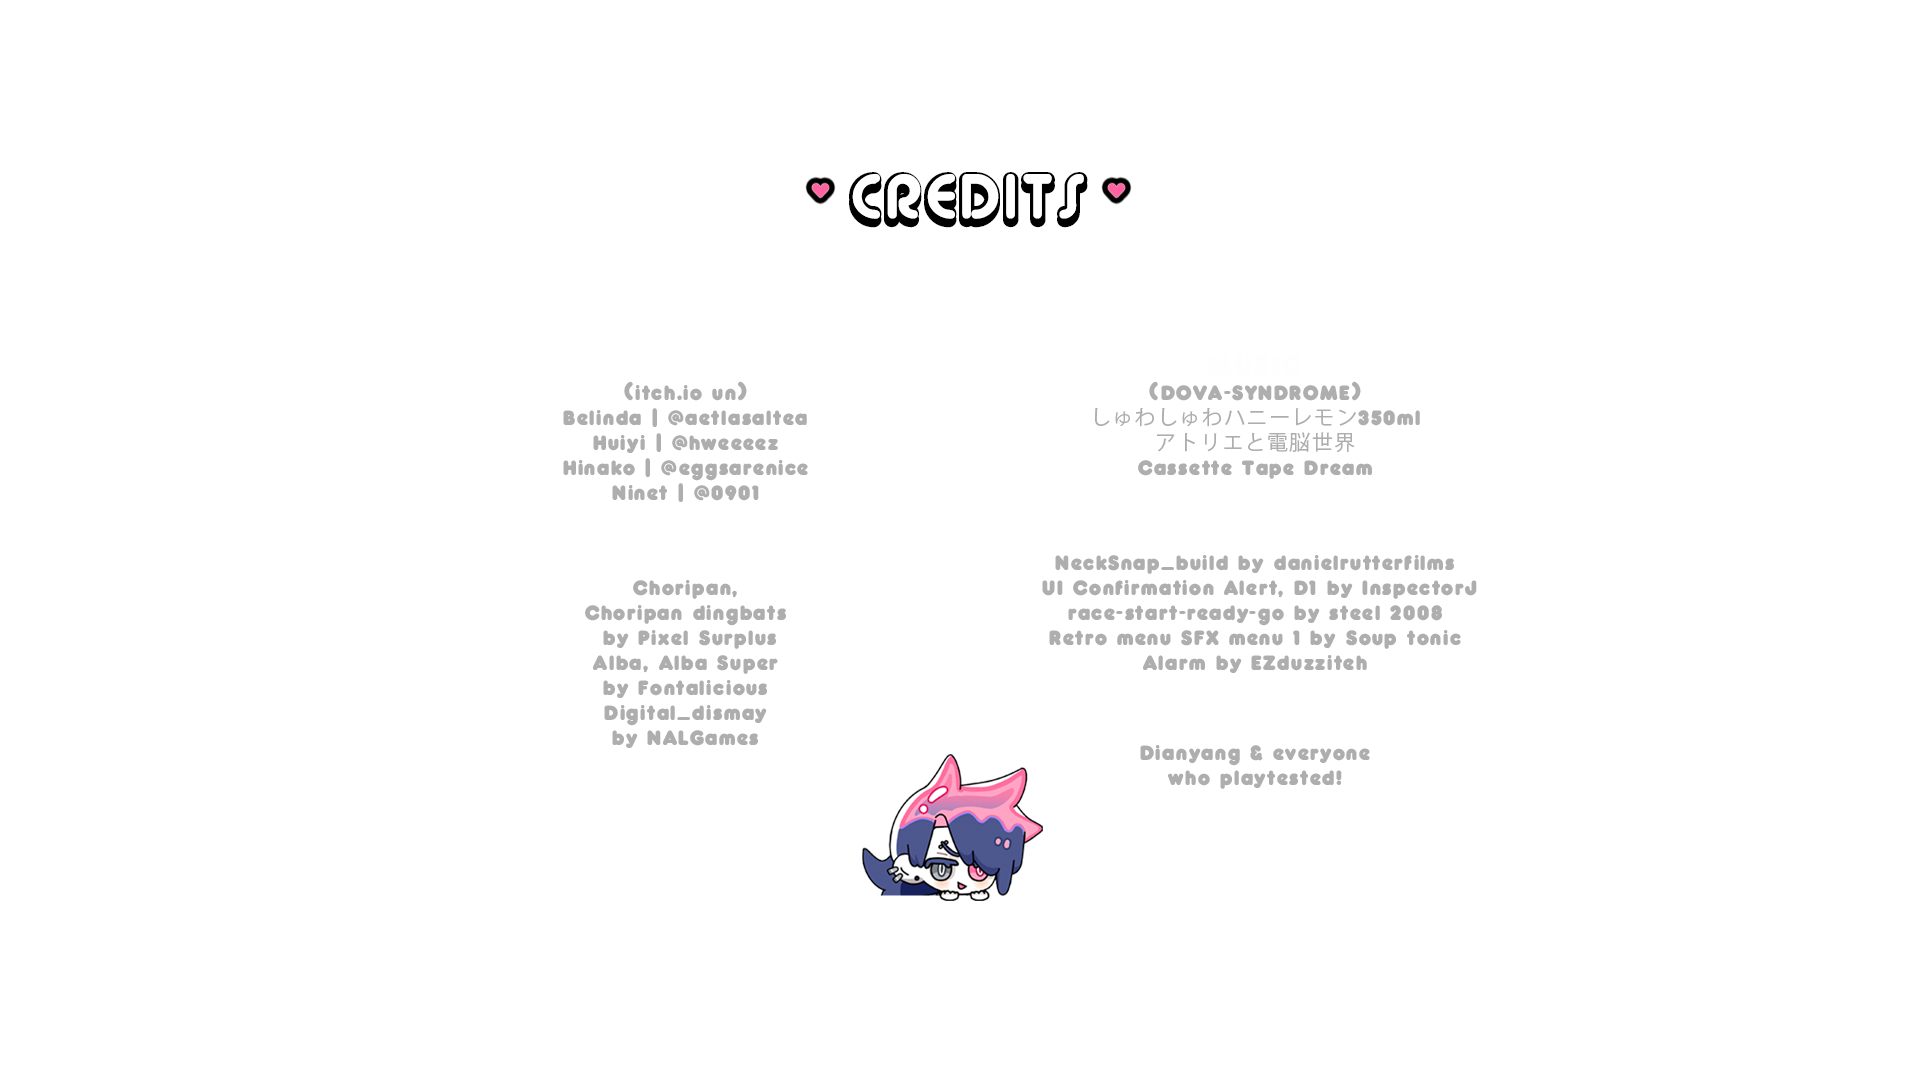 CREDITS
(itch.io un)
Belinda | @aetlasaltea
Huiyi | @hweeeez
Hinako | @eggsarenice
Ninet | @0901
Choripan,
Choripan dingbats
by Pixel Surplus
Alba, Alba Super
by Fontalicious
Digital_dismay
by NALGames
(DOVA-SYNDROME)
しゅわしゅわハニーレモン350ml
アトリエと電脳世界
Cassette Tape Dream
NeckSnap_build by danielrutterfilms
UI Confirmation Alert, D1 by InspectorJ
race-start-ready-go by steel 2008
Retro menu SFX menu 1 by Soup tonic
Alarm by EZduzziteh
Dianyang & everyone
who playtested!